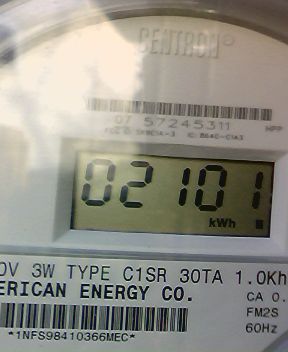 CENTRON®
07 57245311 MPP
02101
kWh
0V 3W TYPE C1SR 30TA 1.0Kh
ERICAN ENERGY CO. CA 0.
FM2S
60Hz
*1NFS98410366MEC*